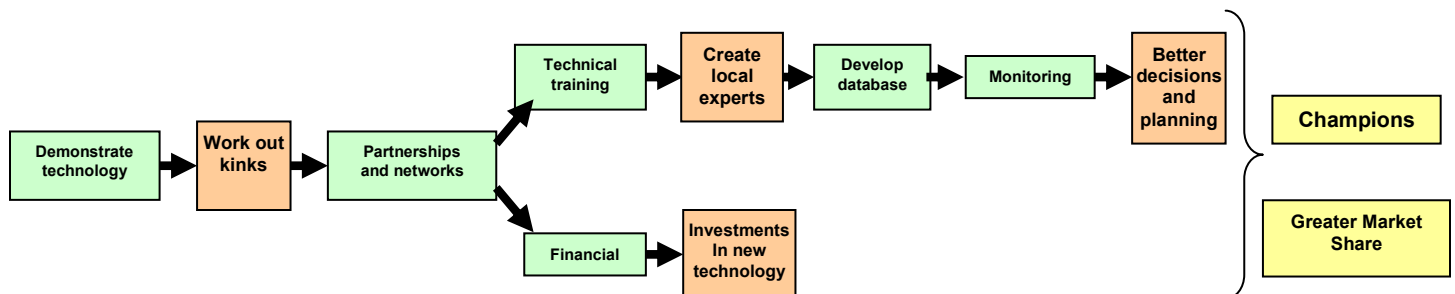 Demonstrate
technology
Work out
kinks
Partnerships
and networks
Technical
training
Create
local
experts
Develop
database
Monitoring
Better
decisions
and
planning
Financial
Investments
In new
technology
Champions
Greater Market
Share